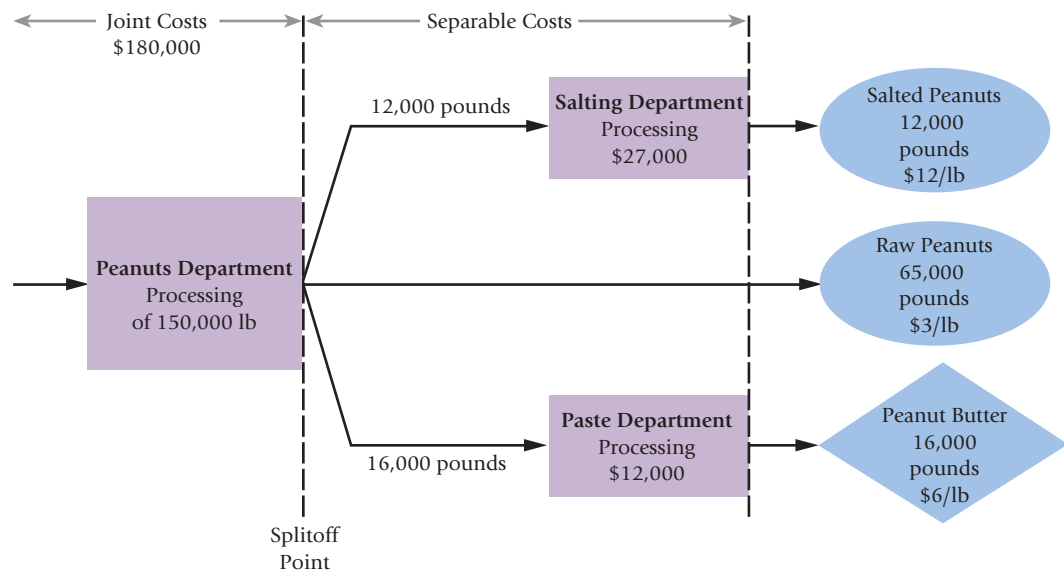 Joint Costs
$180,000
Separable Costs
12,000 pounds
Salting Department
Processing
$27,000
Salted Peanuts
12,000
pounds
$12/lb
Peanuts Department
Processing
of 150,000 lb
Raw Peanuts
65,000
pounds
$3/lb
16,000 pounds
Paste Department
Processing
$12,000
Peanut Butter
16,000
pounds
$6/lb
Splitoff
Point